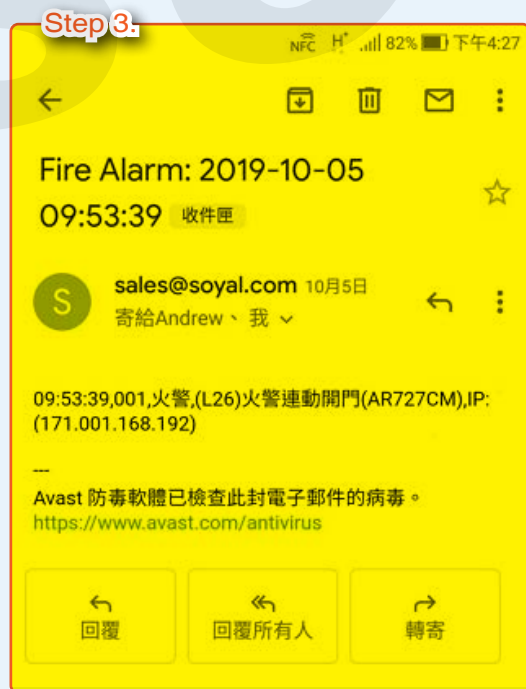 Step 3.
NFC H+ 82% 下午4:27
Fire Alarm: 2019-10-05
09:53:39 收件匣
S
sales@soyal.com 10月5日
寄給Andrew、我
09:53:39,001,火警,(L26)火警連動開門(AR727CM),IP:
(171.001.168.192)
---
Avast 防毒軟體已檢查此封電子郵件的病毒。
https://www.avast.com/antivirus
回覆 回覆所有人 轉寄